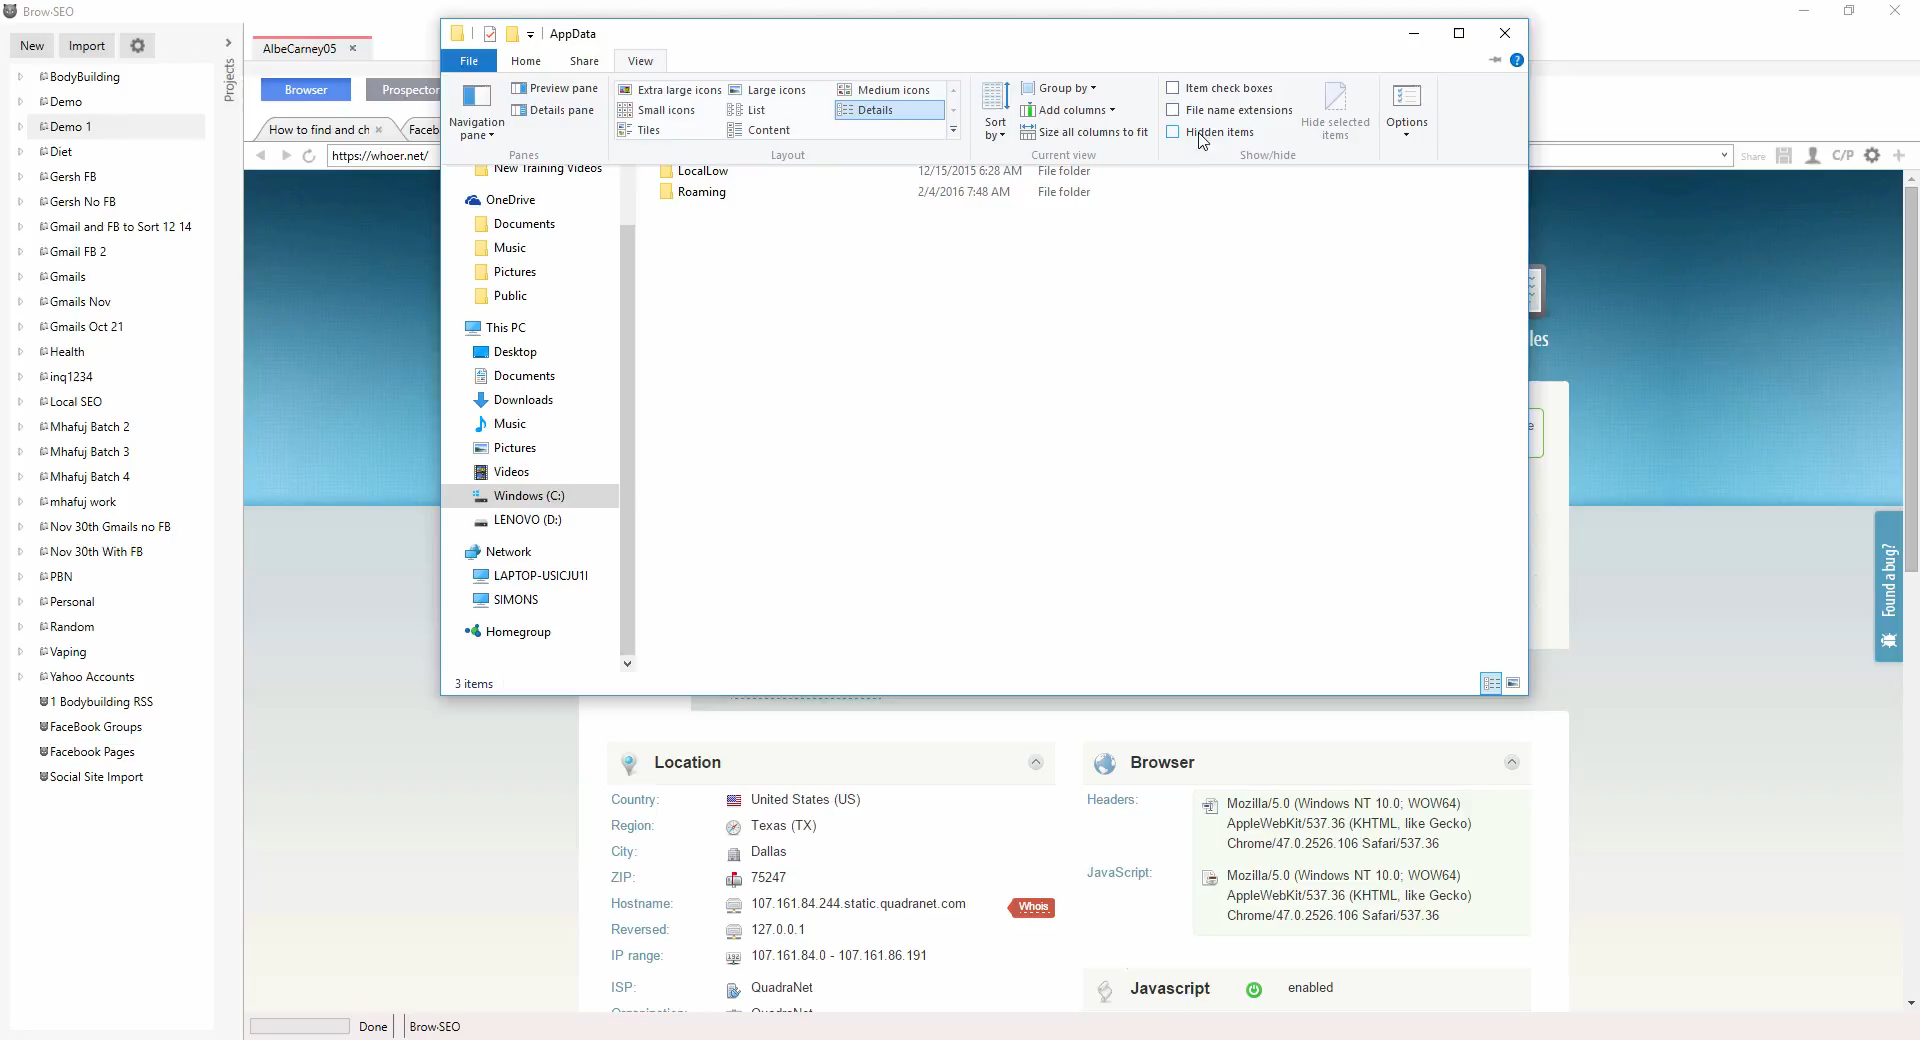 Brow·SEO
New
Import
Projects
BodyBuilding
Demo
Demo 1
Diet
Gersh FB
Gersh No FB
Gmail and FB to Sort 12 14
Gmail FB 2
Gmails
Gmails Nov
Gmails Oct 21
Health
inq1234
Local SEO
Mhafuj Batch 2
Mhafuj Batch 3
Mhafuj Batch 4
mhafuj work
Nov 30th Gmails no FB
Nov 30th With FB
PBN
Personal
Random
Vaping
Yahoo Accounts
1 Bodybuilding RSS
FaceBook Groups
Facebook Pages
Social Site Import
AlbeCarney05
Browser
Prospector
How to find and ch
Faceb
https://whoer.net/
Share
C/P
AppData
File
Home
Share
View
Navigation pane
Preview pane
Details pane
Panes
Extra large icons
Large icons
Medium icons
Small icons
List
Details
Tiles
Content
Layout
Sort by
Group by
Add columns
Size all columns to fit
Current view
Item check boxes
File name extensions
Hidden items
Hide selected items
Show/hide
Options
New Training Videos
OneDrive
Documents
Music
Pictures
Public
This PC
Desktop
Documents
Downloads
Music
Pictures
Videos
Windows (C:)
LENOVO (D:)
Network
LAPTOP-USICJU1I
SIMONS
Homegroup
LocalLow 12/15/2015 6:28 AM File folder
Roaming 2/4/2016 7:48 AM File folder
3 items
les
e
Found a bug?
Location
Country: United States (US)
Region: Texas (TX)
City: Dallas
ZIP: 75247
Hostname: 107.161.84.244.static.quadranet.com
Whois
Reversed: 127.0.0.1
IP range: 107.161.84.0 - 107.161.86.191
ISP: QuadraNet
Browser
Headers: Mozilla/5.0 (Windows NT 10.0; WOW64)
AppleWebKit/537.36 (KHTML, like Gecko)
Chrome/47.0.2526.106 Safari/537.36
JavaScript: Mozilla/5.0 (Windows NT 10.0; WOW64)
AppleWebKit/537.36 (KHTML, like Gecko)
Chrome/47.0.2526.106 Safari/537.36
Javascript enabled
Done
Brow·SEO